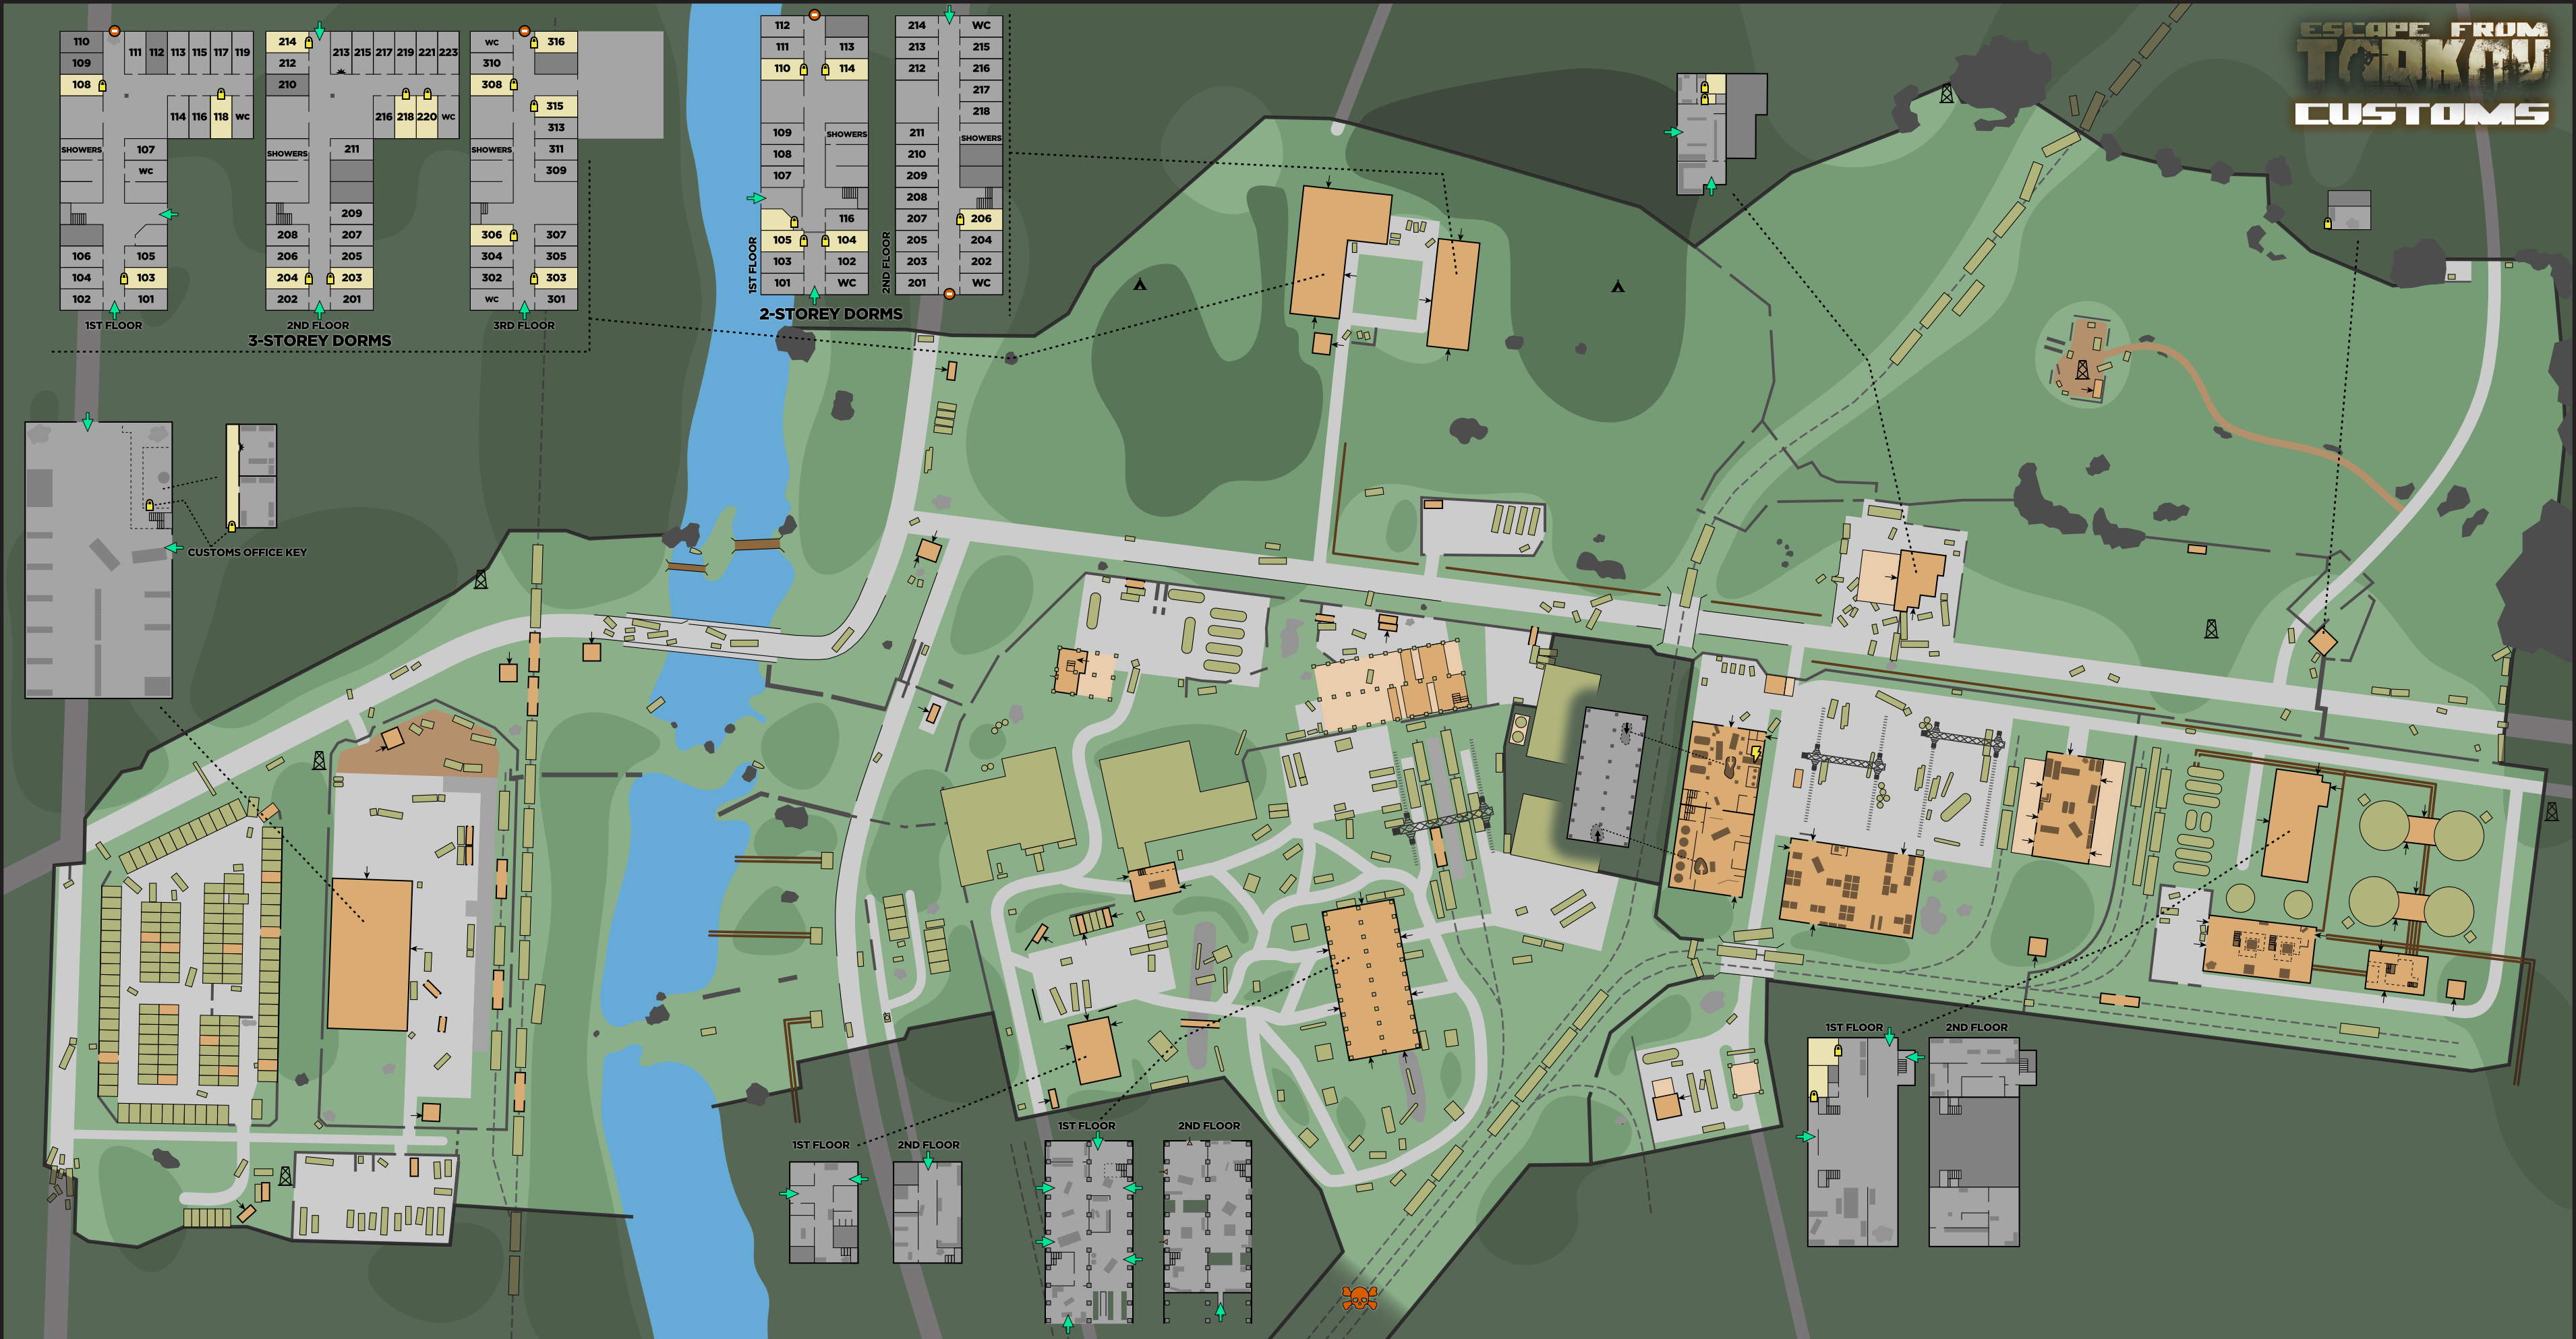 ESCAPE FROM
TARKOV
CUSTOMS
110
109
108
111 112 113 115 117 119
114 116 118 WC
SHOWERS
107
WC
106 105
104 103
102 101
1ST FLOOR
214
212
210
213 215 217 219 221 223
216 218 220 WC
SHOWERS
211
209
208 207
206 205
204 203
202 201
2ND FLOOR
WC 316
310
308
315
313
SHOWERS 311
309
306 307
304 305
302 303
WC 301
3RD FLOOR
3-STOREY DORMS
112
111 113
110 114
109 SHOWERS
108
107
116
105 104
103 102
101 WC
1ST FLOOR
214 WC
213 215
212 216
217
218
211 SHOWERS
210
209
208
207 206
205 204
203 202
201 WC
2ND FLOOR
2-STOREY DORMS
CUSTOMS OFFICE KEY
1ST FLOOR
2ND FLOOR
1ST FLOOR
2ND FLOOR
1ST FLOOR
2ND FLOOR